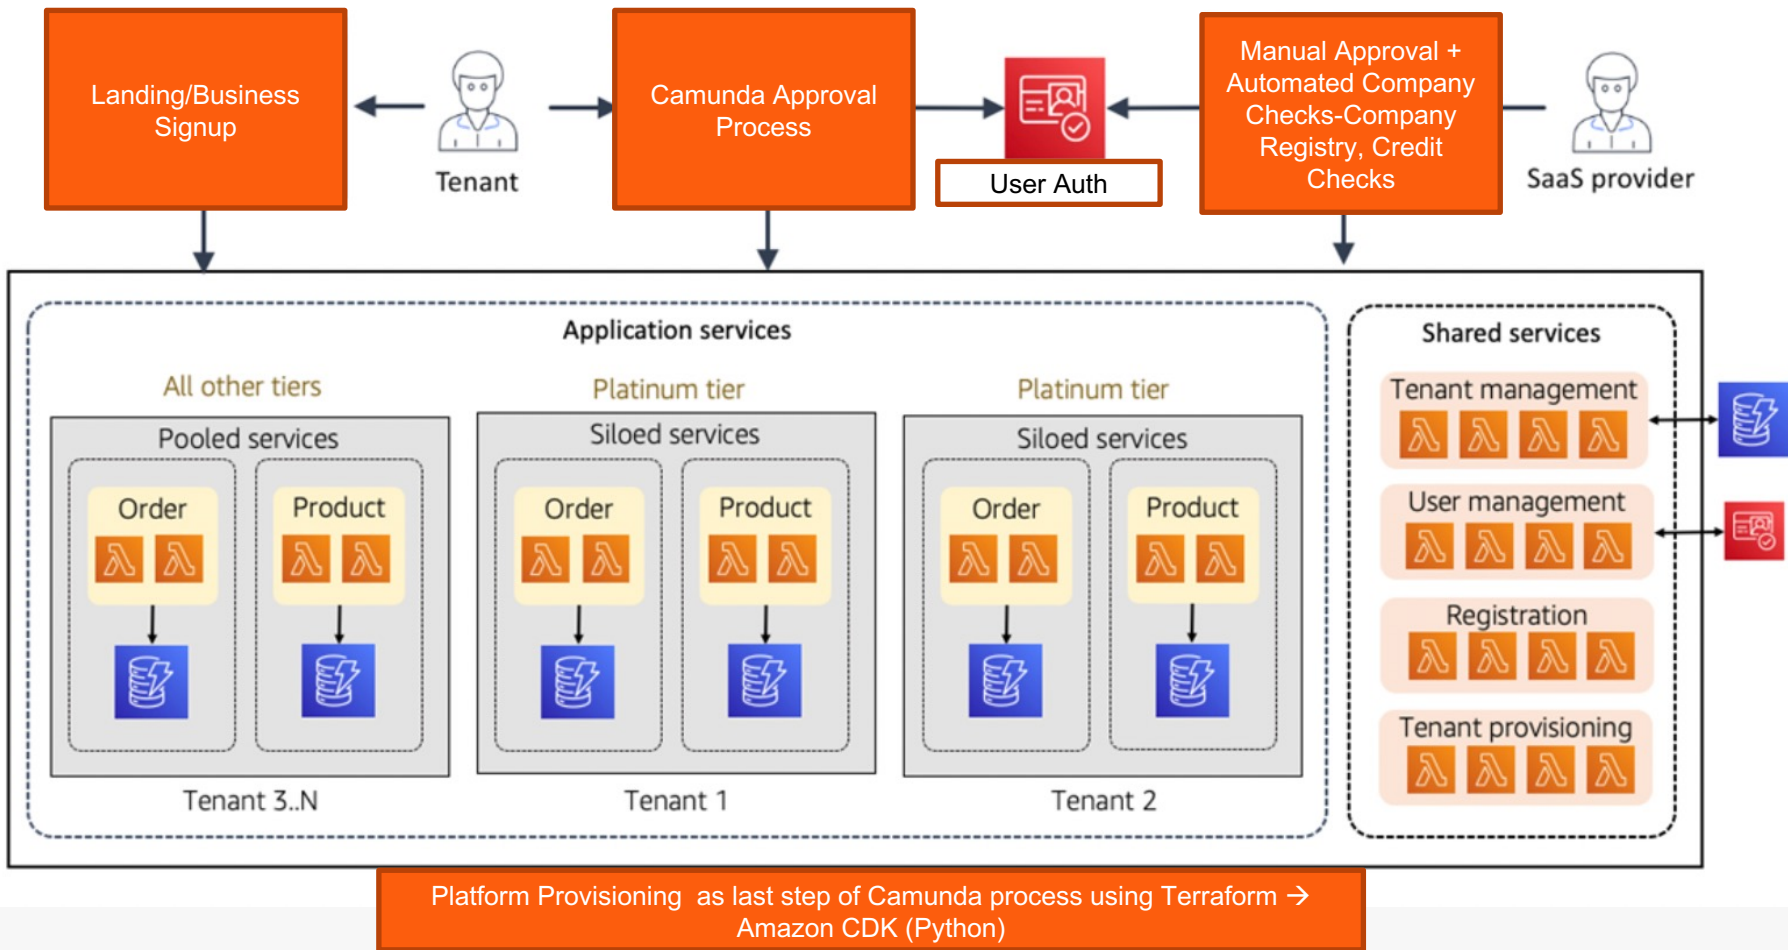 Landing/Business
Signup
Tenant
Camunda Approval
Process
User Auth
Manual Approval +
Automated Company
Checks-Company
Registry, Credit
Checks
SaaS provider
Application services
All other tiers
Pooled services
Order
Product
Tenant 3..N
Platinum tier
Siloed services
Order
Product
Tenant 1
Platinum tier
Siloed services
Order
Product
Tenant 2
Shared services
Tenant management
User management
Registration
Tenant provisioning
Platform Provisioning as last step of Camunda process using Terraform →
Amazon CDK (Python)